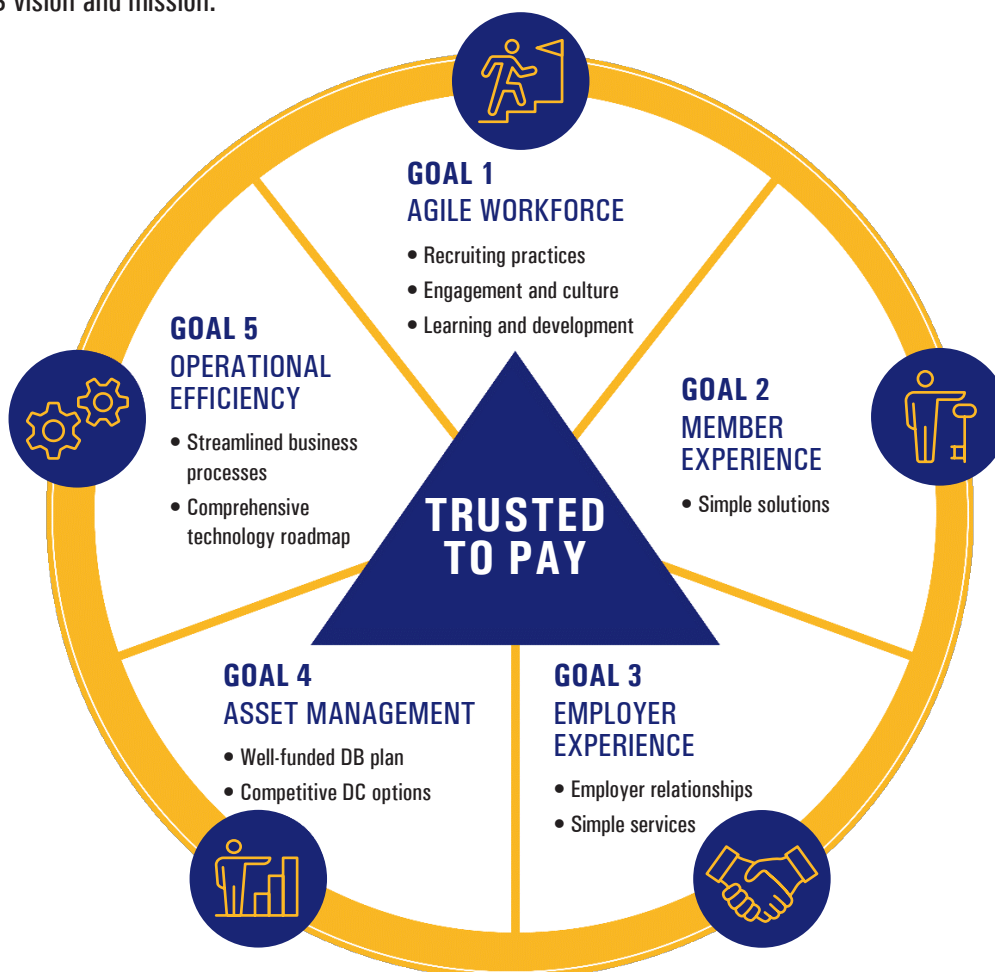 S vision and mission.
GOAL 1
AGILE WORKFORCE
• Recruiting practices
• Engagement and culture
• Learning and development
GOAL 2
MEMBER
EXPERIENCE
• Simple solutions
GOAL 3
EMPLOYER
EXPERIENCE
• Employer relationships
• Simple services
GOAL 4
ASSET MANAGEMENT
• Well-funded DB plan
• Competitive DC options
GOAL 5
OPERATIONAL
EFFICIENCY
• Streamlined business
processes
• Comprehensive
technology roadmap
TRUSTED
TO PAY